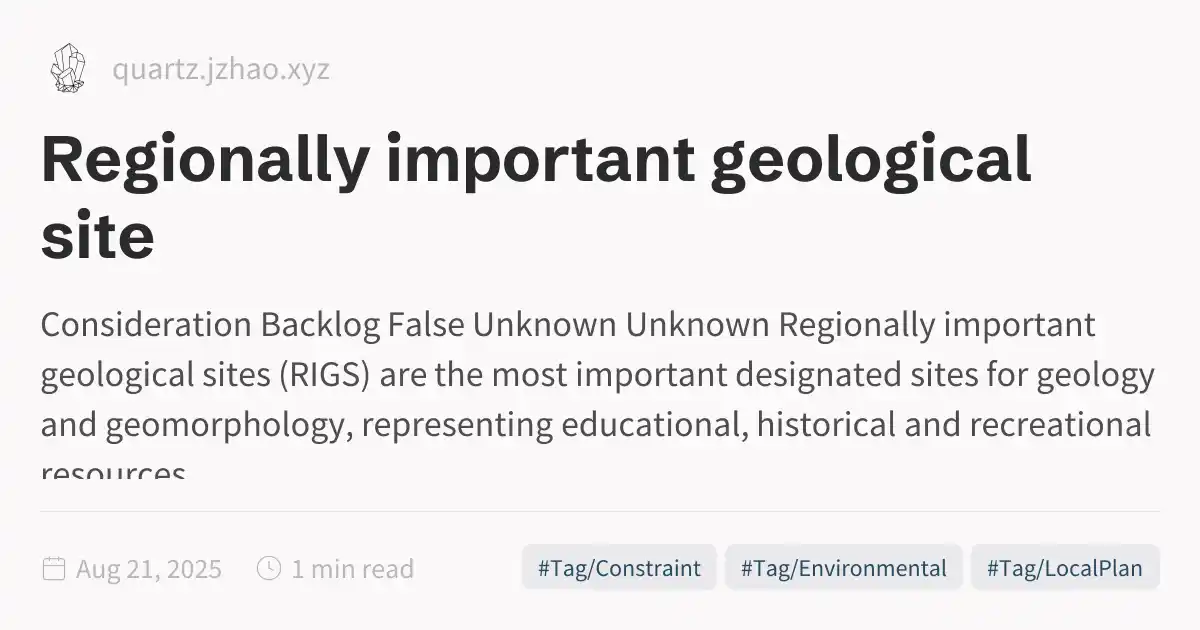 quartz.jzhao.xyz
Regionally important geological
site
Consideration Backlog False Unknown Unknown Regionally important
geological sites (RIGS) are the most important designated sites for geology
and geomorphology, representing educational, historical and recreational
resources
Aug 21, 2025 1 min read #Tag/Constraint #Tag/Environmental #Tag/LocalPlan